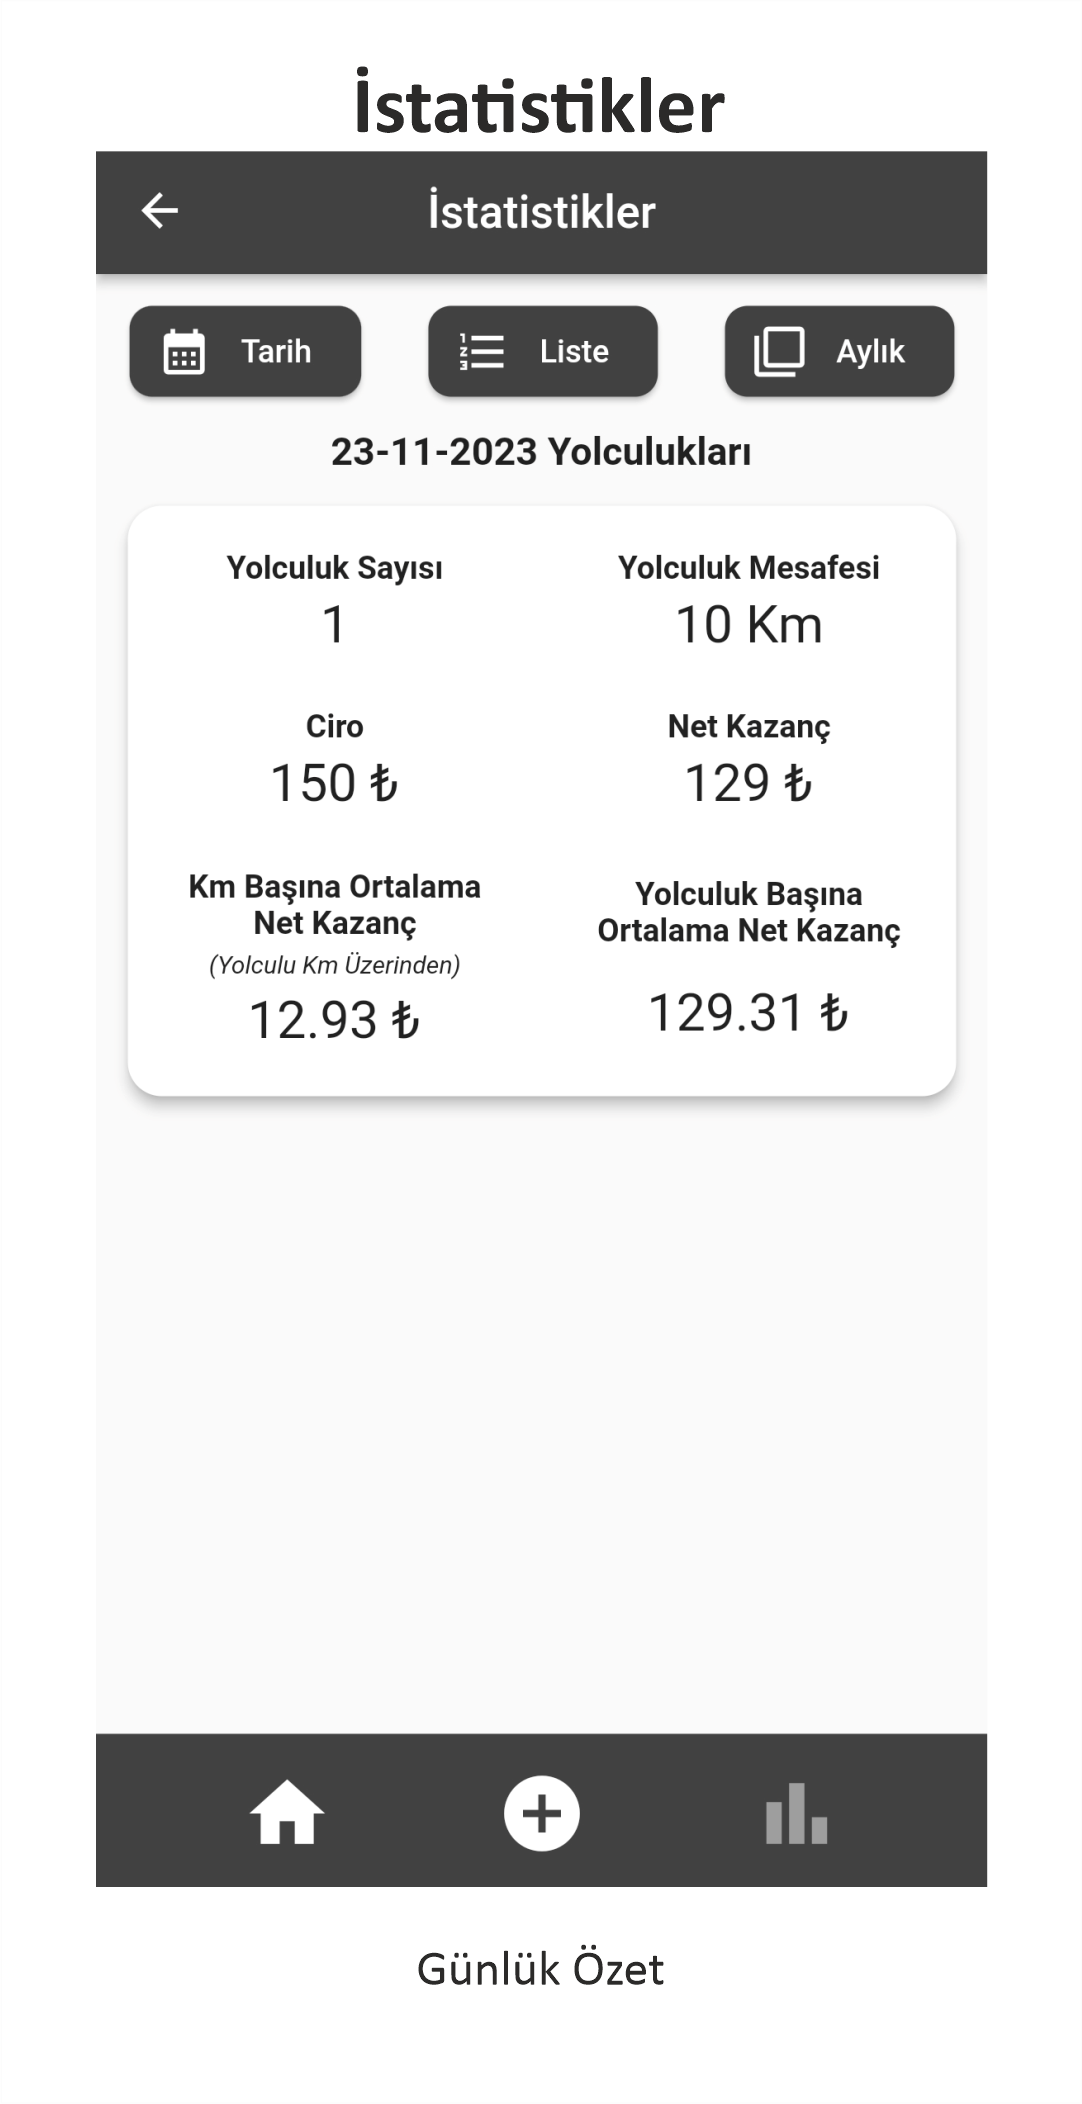 İstatistikler
İstatistikler
Tarih
Liste
Aylık
23-11-2023 Yolculukları
Yolculuk Sayısı
1
Yolculuk Mesafesi
10 Km
Ciro
150 ₺
Net Kazanç
129 ₺
Km Başına Ortalama
Net Kazanç
(Yolculu Km Üzerinden)
12.93 ₺
Yolculuk Başına
Ortalama Net Kazanç
129.31 ₺
Günlük Özet